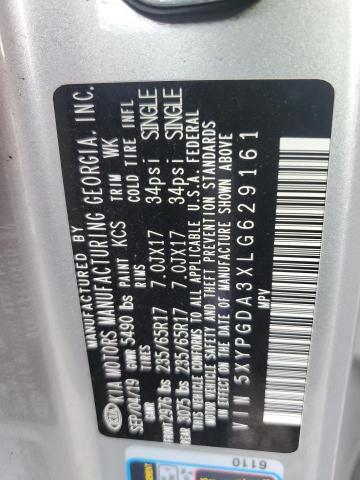 MANUFACTURED BY
KIA KIA MOTORS MANUFACTURING GEORGIA, INC.
SEP/04/19 GVWR 5490 lbs PAINT KCS TRIM WK
GAWR TIRES RIMS COLD TIRE INFL
FRONT 2976 lbs 235/65R17 7.0JX17 34psi SINGLE
REAR 3075 lbs 235/65R17 7.0JX17 34psi SINGLE
THIS VEHICLE CONFORMS TO ALL APPLICABLE U.S.A. FEDERAL
MOTOR VEHICLE SAFETY AND THEFT PREVENTION STANDARDS
IN EFFECT ON THE DATE OF MANUFACTURE SHOWN ABOVE
VIN 5XYPGDA3XLG629161
MPV
6110